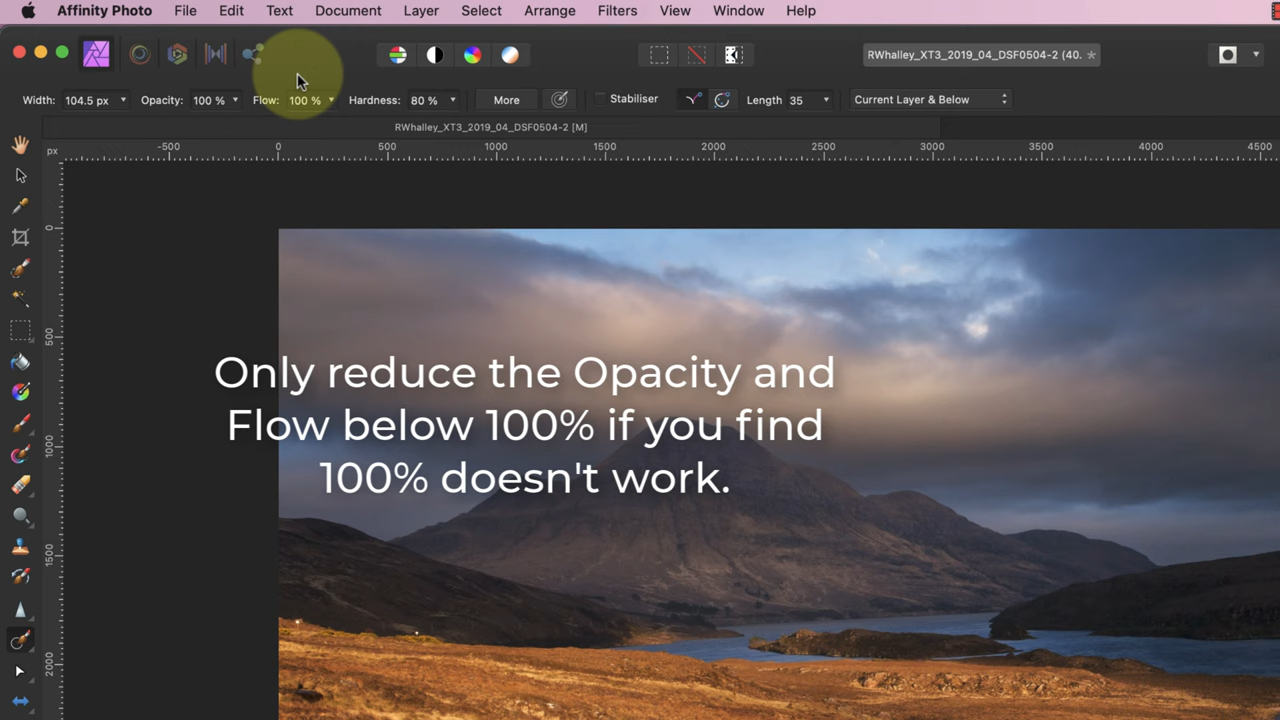 Affinity Photo File Edit Text Document Layer Select Arrange Filters View Window Help
RWhalley_XT3_2019_04_DSF0504-2 (40.
Width: 104.5 px Opacity: 100 % Flow: 100 % Hardness: 80 % More Stabiliser Length 35 Current Layer & Below
RWhalley_XT3_2019_04_DSF0504-2 [M]
px -500 0 500 1000 1500 2000 2500 3000 3500 4000 4500
0
500
1000
1500
2000
Only reduce the Opacity and
Flow below 100% if you find
100% doesn't work.